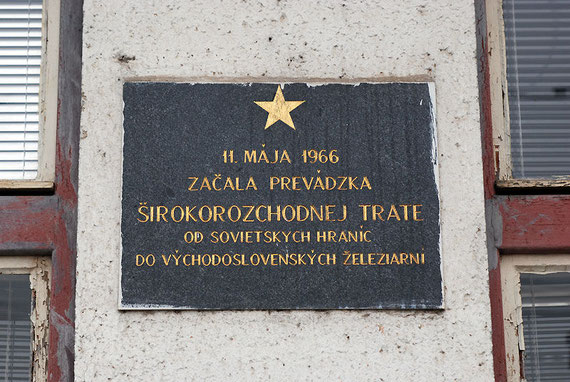 11. MÁJA 1966
ZAČALA PREVÁDZKA
ŠIROKOROZCHODNEJ TRATE
OD SOVIETSKYCH HRANÍC
DO VÝCHODOSLOVENSKÝCH ŽELEZIARNÍ